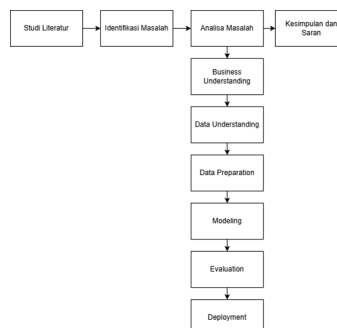 Studi Literatur
Identifikasi Masalah
Analisa Masalah
Kesimpulan dan
Saran
Business
Understanding
Data Understanding
Data Preparation
Modeling
Evaluation
Deployment